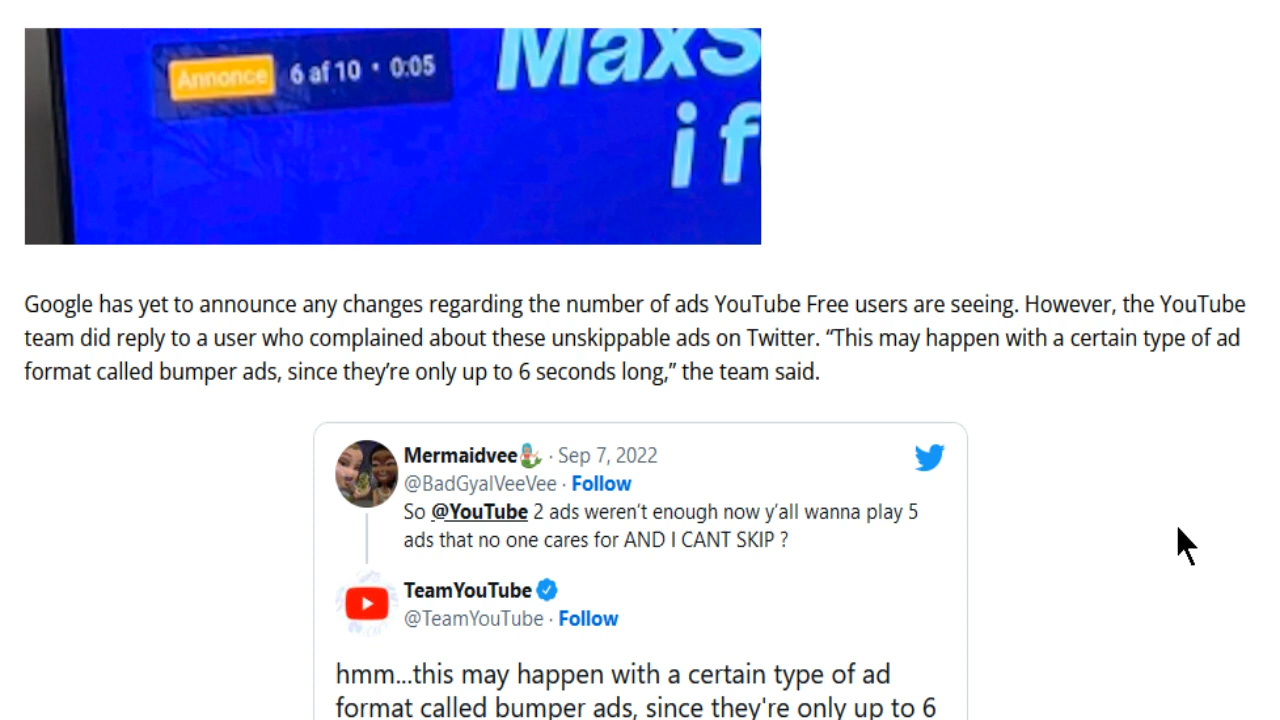 Annonce 6 af 10 · 0:05
MaxS
i f
Google has yet to announce any changes regarding the number of ads YouTube Free users are seeing. However, the YouTube
team did reply to a user who complained about these unskippable ads on Twitter. “This may happen with a certain type of ad
format called bumper ads, since they’re only up to 6 seconds long,” the team said.
Mermaidvee🧜‍♀️ · Sep 7, 2022
@BadGyalVeeVee · Follow
So @YouTube 2 ads weren’t enough now y’all wanna play 5
ads that no one cares for AND I CANT SKIP ?
TeamYouTube
@TeamYouTube · Follow
hmm...this may happen with a certain type of ad
format called bumper ads, since they're only up to 6